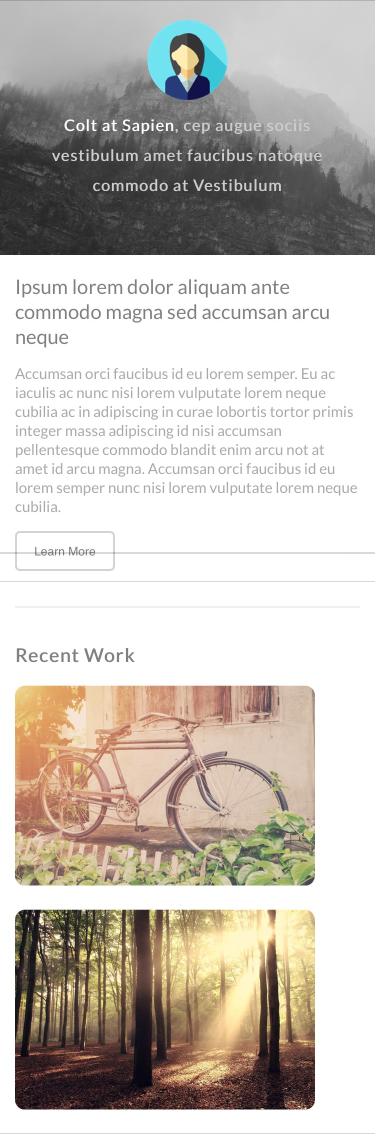 Colt at Sapien, cep augue sociis
vestibulum amet faucibus natoque
commodo at Vestibulum
Ipsum lorem dolor aliquam ante
commodo magna sed accumsan arcu
neque
Accumsan orci faucibus id eu lorem semper. Eu ac
iaculis ac nunc nisi lorem vulputate lorem neque
cubilia ac in adipiscing in curae lobortis tortor primis
integer massa adipiscing id nisi accumsan
pellentesque commodo blandit enim arcu not at
amet id arcu magna. Accumsan orci faucibus id eu
lorem semper nunc nisi lorem vulputate lorem neque
cubilia.
Learn More
Recent Work